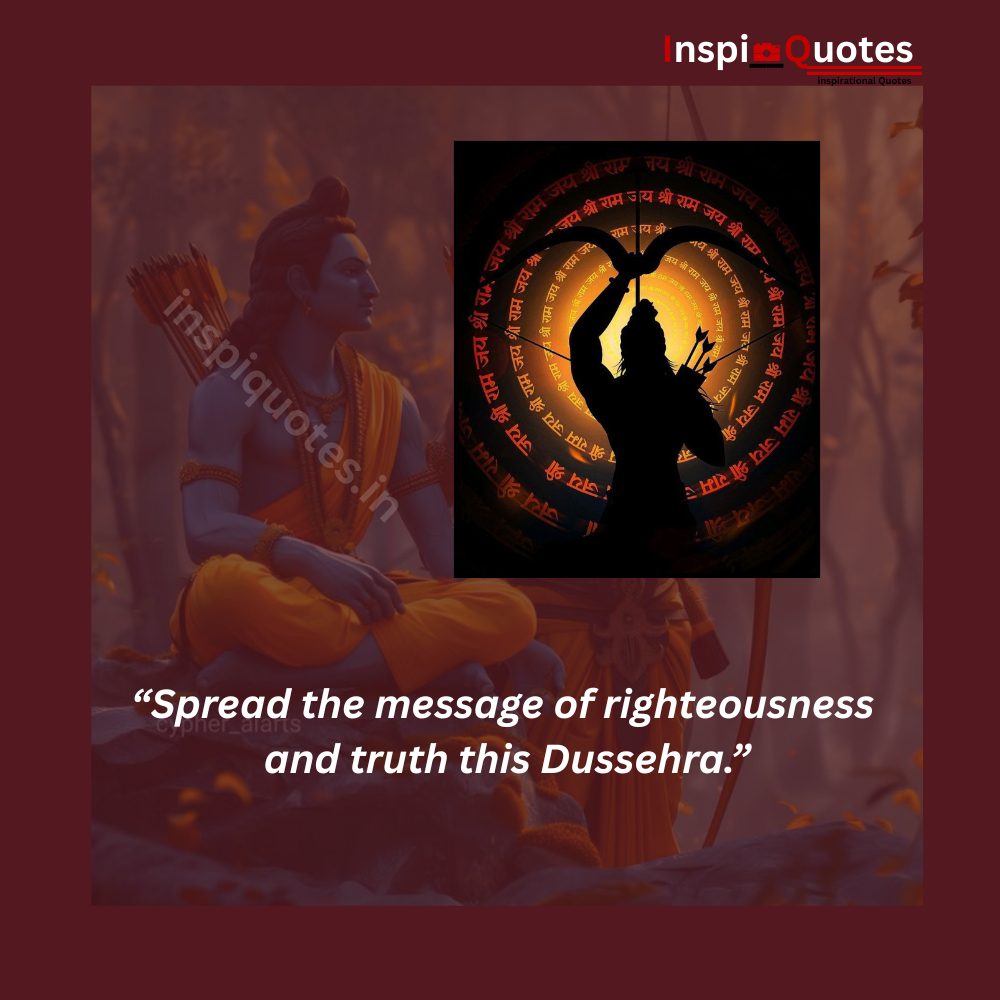 Inspi Quotes
Inspirational Quotes
जय श्री राम जय श्री राम जय श्री राम जय श्री राम
inspiquotes.in
“Spread the message of righteousness
cypher_aiarts
and truth this Dussehra.”